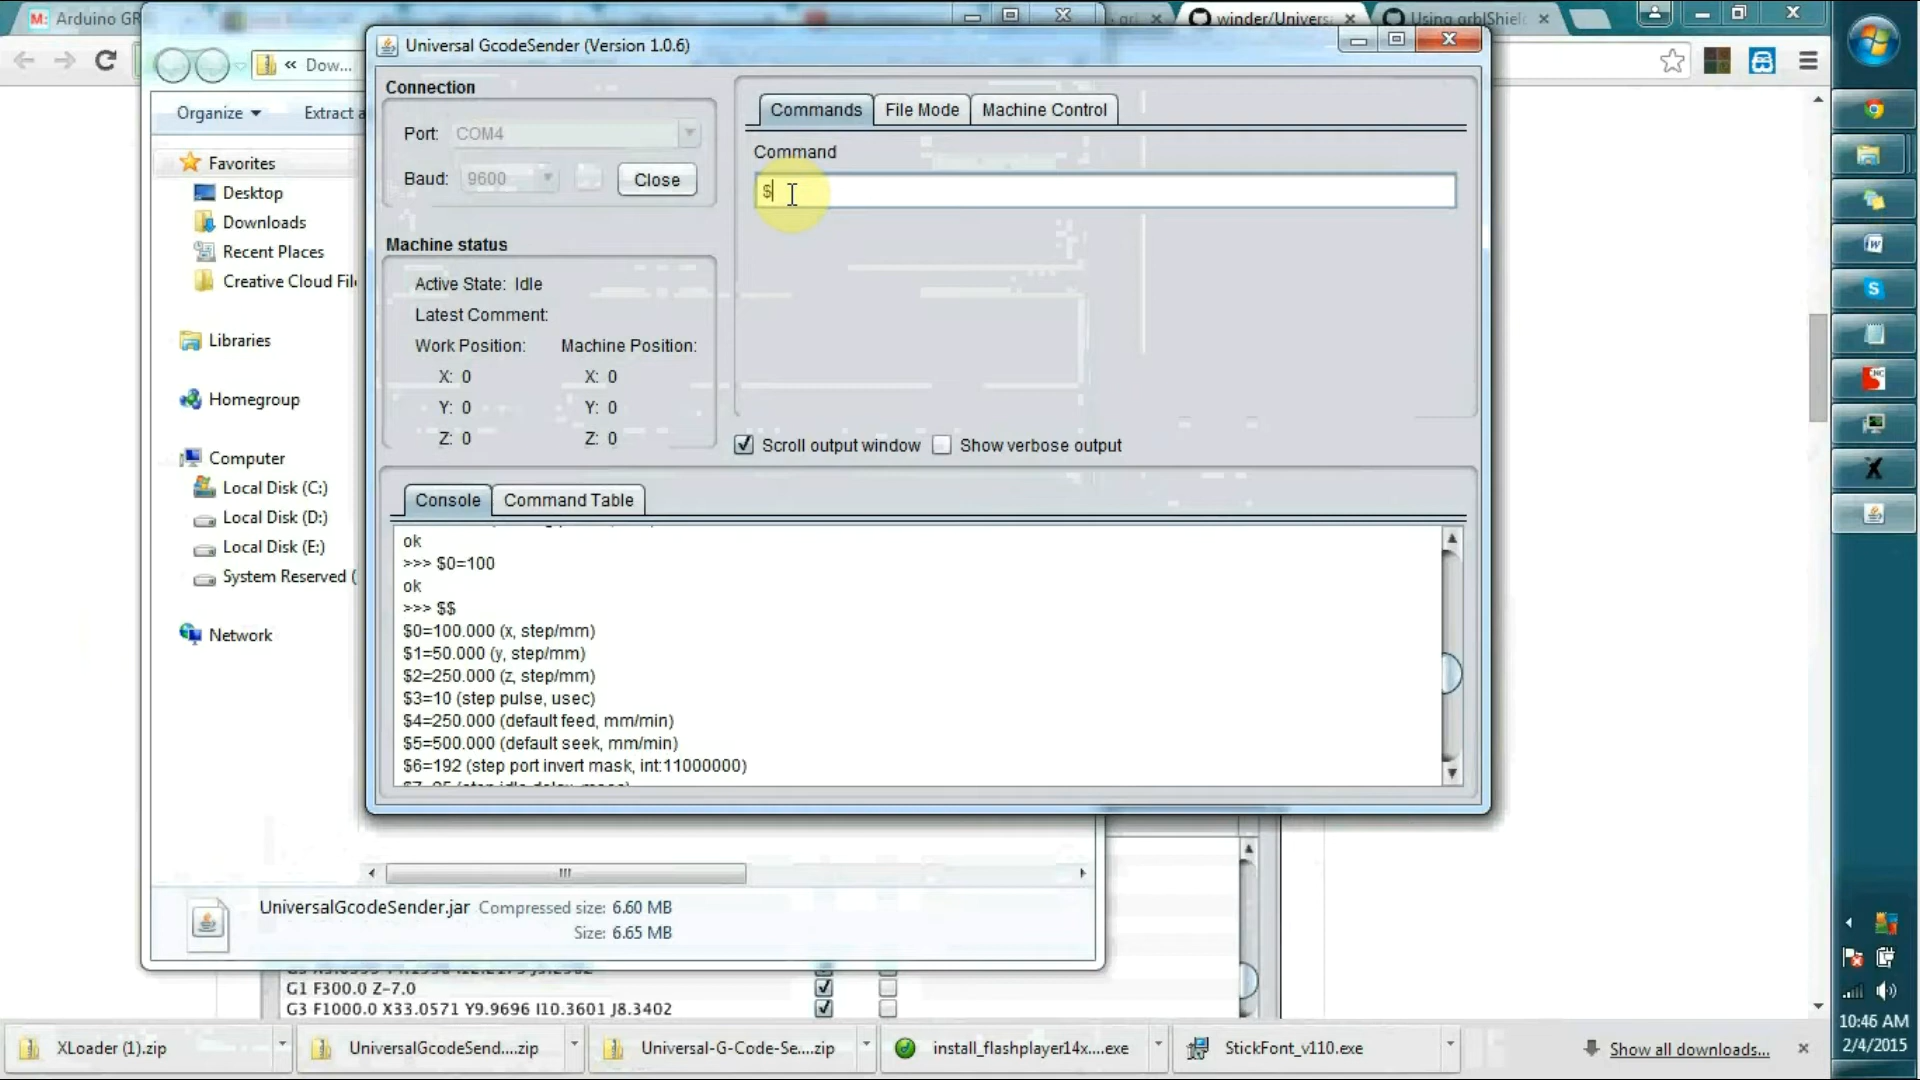 Arduino GR
winder/Univers
Using grblShield
Universal GcodeSender (Version 1.0.6)
« Dow...
Organize
Extract a
Favorites
Desktop
Downloads
Recent Places
Creative Cloud File
Libraries
Homegroup
Computer
Local Disk (C:)
Local Disk (D:)
Local Disk (E:)
System Reserved (
Network
Connection
Port: COM4
Baud: 9600
Close
Machine status
Active State: Idle
Latest Comment:
Work Position: Machine Position:
X: 0 X: 0
Y: 0 Y: 0
Z: 0 Z: 0
Commands File Mode Machine Control
Command
$
Scroll output window Show verbose output
Console Command Table
ok
>>> $0=100
ok
>>> $$
$0=100.000 (x, step/mm)
$1=50.000 (y, step/mm)
$2=250.000 (z, step/mm)
$3=10 (step pulse, usec)
$4=250.000 (default feed, mm/min)
$5=500.000 (default seek, mm/min)
$6=192 (step port invert mask, int:11000000)
UniversalGcodeSender.jar Compressed size: 6.60 MB
Size: 6.65 MB
G1 F300.0 Z-7.0
G3 F1000.0 X33.0571 Y9.9696 I10.3601 J8.3402
XLoader (1).zip
UniversalGcodeSend....zip
Universal-G-Code-Se....zip
install_flashplayer14x....exe
StickFont_v110.exe
Show all downloads...
10:46 AM
2/4/2015